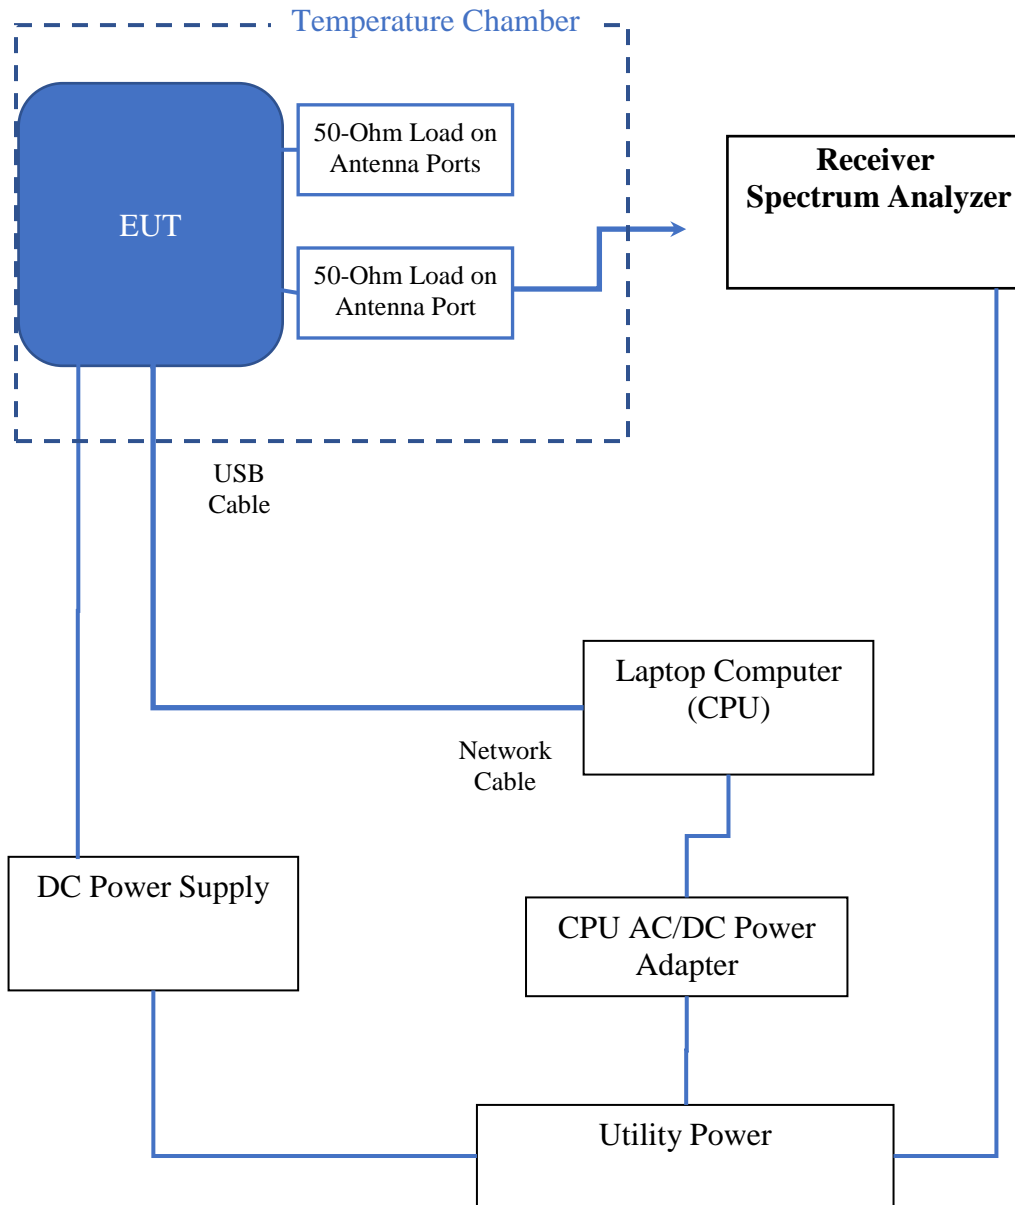 Temperature Chamber
50-Ohm Load on
Antenna Ports
EUT
Receiver
Spectrum Analyzer
50-Ohm Load on
Antenna Port
USB
Cable
Laptop Computer
(CPU)
Network
Cable
DC Power Supply
CPU AC/DC Power
Adapter
Utility Power